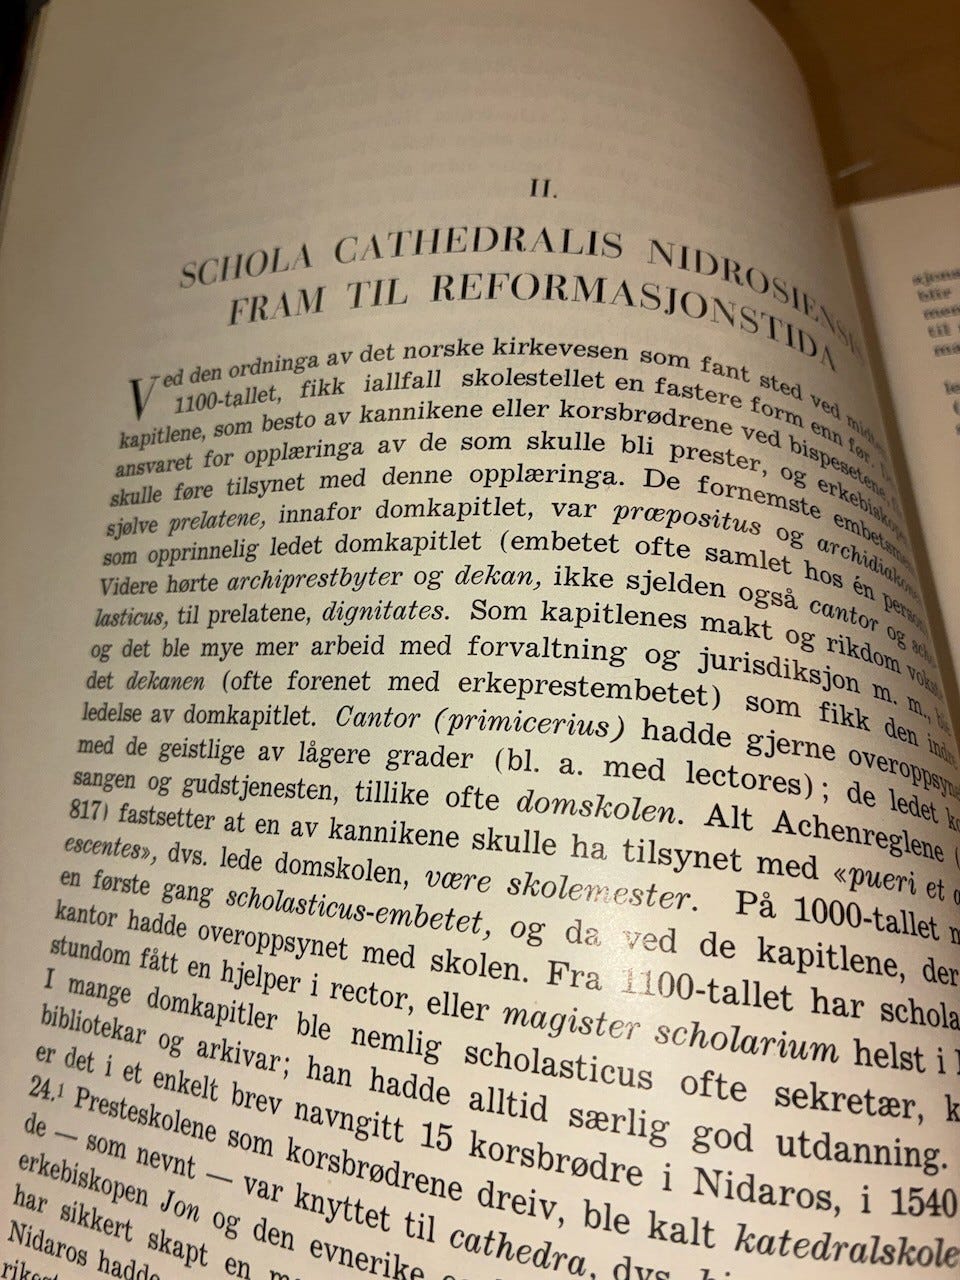 II.
SCHOLA CATHEDRALIS NIDROSIENSIS
FRAM TIL REFORMASJONSTIDA
Ved den ordninga av det norske kirkevesen som fant sted ved
1100-tallet, fikk iallfall skolestellet en fastere form enn før.
kapitlene, som besto av kannikene eller korsbrødrene ved bispesetene,
ansvaret for opplæringa av de som skulle bli prester, og erkebiskopen
skulle føre tilsynet med denne opplæringa. De fornemste
sjølve prelatene, innafor domkapitlet, var præpositus og
som opprinnelig ledet domkapitlet (embetet ofte samlet hos én
Videre hørte archiprestbyter og dekan, ikke sjelden også cantor og
lasticus, til prelatene, dignitates. Som kapitlenes makt og rikdom
og det ble mye mer arbeid med forvaltning og jurisdiksjon m. m.,
det dekanen (ofte forenet med erkeprestembetet) som fikk den
ledelse av domkapitlet. Cantor (primicerius) hadde gjerne
med de geistlige av lågere grader (bl. a. med lectores); de ledet
sangen og gudstjenesten, tillike ofte domskolen. Alt Achenreglene (
817) fastsetter at en av kannikene skulle ha tilsynet med «pueri et
escentes», dvs. lede domskolen, være skolemester. På 1000-tallet
en første gang scholasticus-embetet, og da ved de kapitlene, der
kantor hadde overoppsynet med skolen. Fra 1100-tallet har
stundom fått en hjelper i rector, eller magister scholarium helst i
I mange domkapitler ble nemlig scholasticus ofte sekretær,
bibliotekar og arkivar; han hadde alltid særlig god utdanning.
er det i et enkelt brev navngitt 15 korsbrødre i Nidaros, i 1540
24.¹ Presteskolene som korsbrødrene dreiv, ble kalt katedralskole
de — som nevnt — var knyttet til cathedra, dvs.
erkebiskopen Jon og den evnerike
har sikkert skapt en
Nidaros hadde